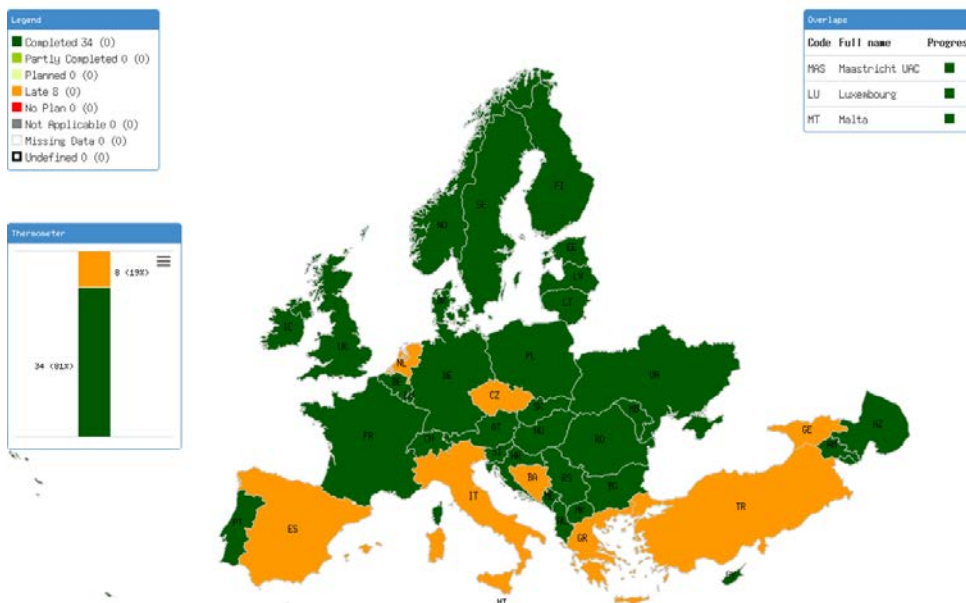 Legend
Completed 34 (0)
Partly Completed 0 (0)
Planned 0 (0)
Late 8 (0)
No Plan 0 (0)
Not Applicable 0 (0)
Missing Data 0 (0)
Undefined 0 (0)
Overlaps
Code Full name Progres
MAS Maastricht UAC
LU Luxembourg
MT Malta
Thermometer
8 (19%)
34 (81%)
FI
SE
NO
EE
LV
LT
IE
UK
NL
DE
PL
UA
BE
CZ
SK
MD
FR
CH
AT
HU
RO
AZ
GE
IT
BA
RS
BG
TR
PT
ES
GR
MT